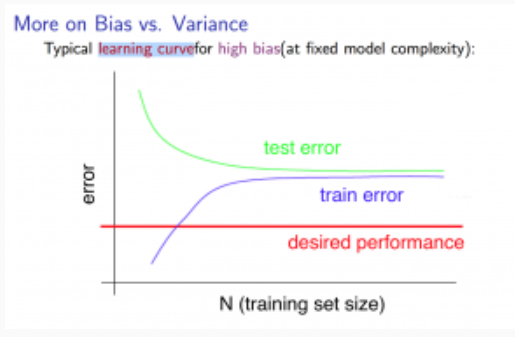 More on Bias vs. Variance
Typical learning curvefor high bias(at fixed model complexity):
test error
error
train error
desired performance
N (training set size)